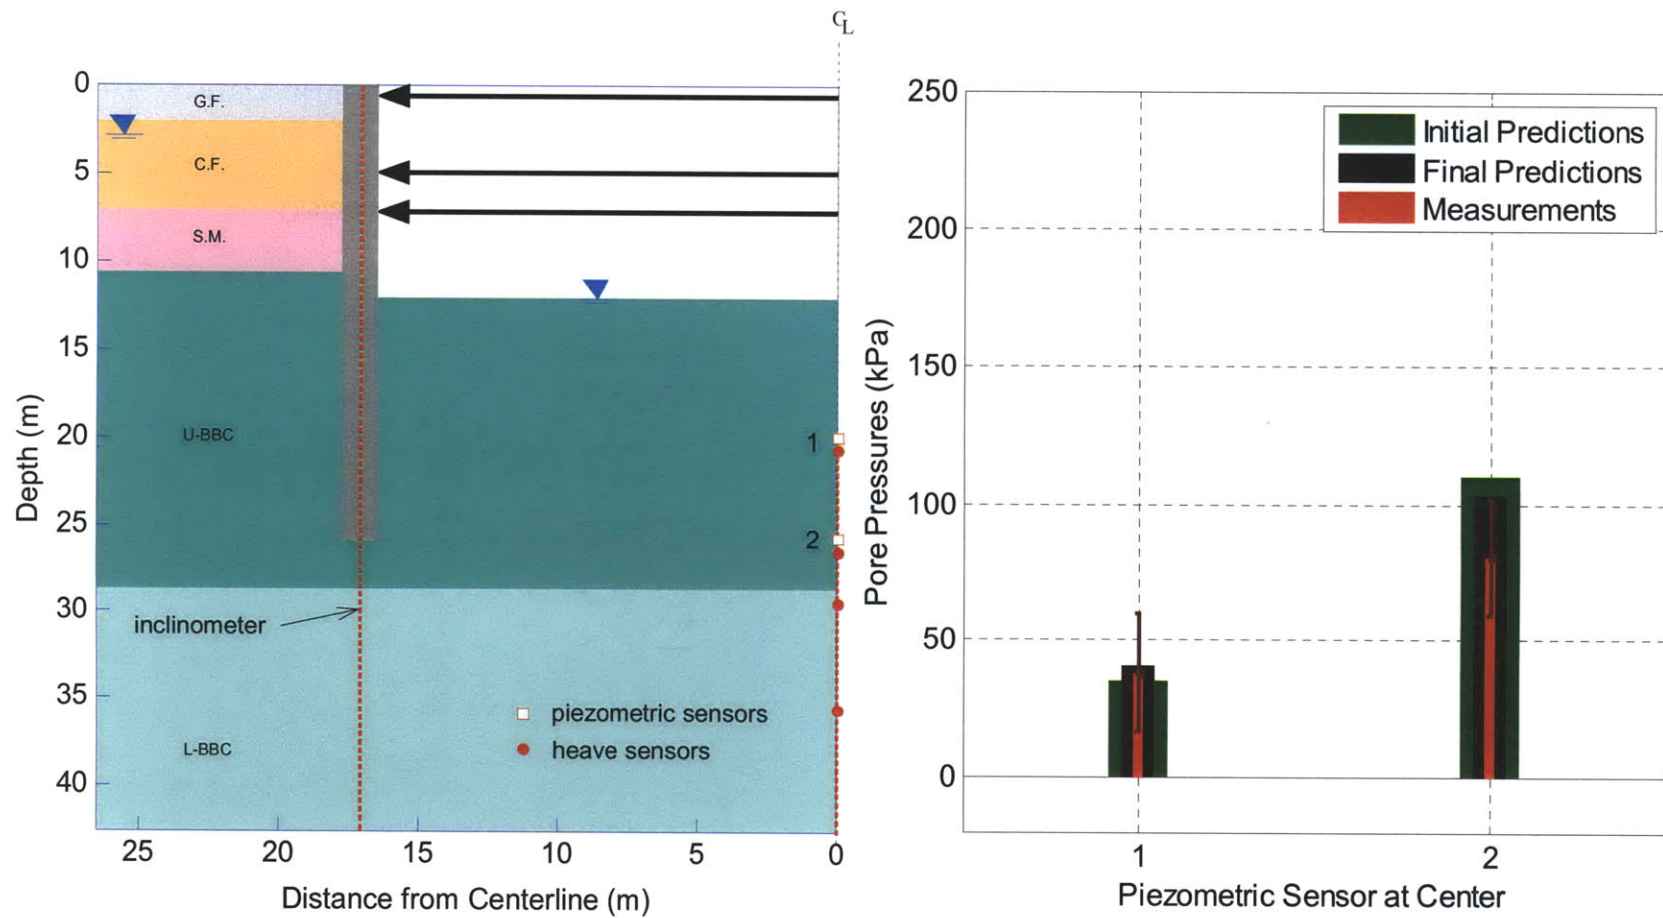 CL
0
5
10
15
20
25
30
35
40
Depth (m)
G.F.
C.F.
S.M.
U-BBC
L-BBC
inclinometer
1
2
piezometric sensors
heave sensors
25
20
15
10
5
0
Distance from Centerline (m)
250
200
150
100
50
0
Pore Pressures (kPa)
Initial Predictions
Final Predictions
Measurements
1
2
Piezometric Sensor at Center